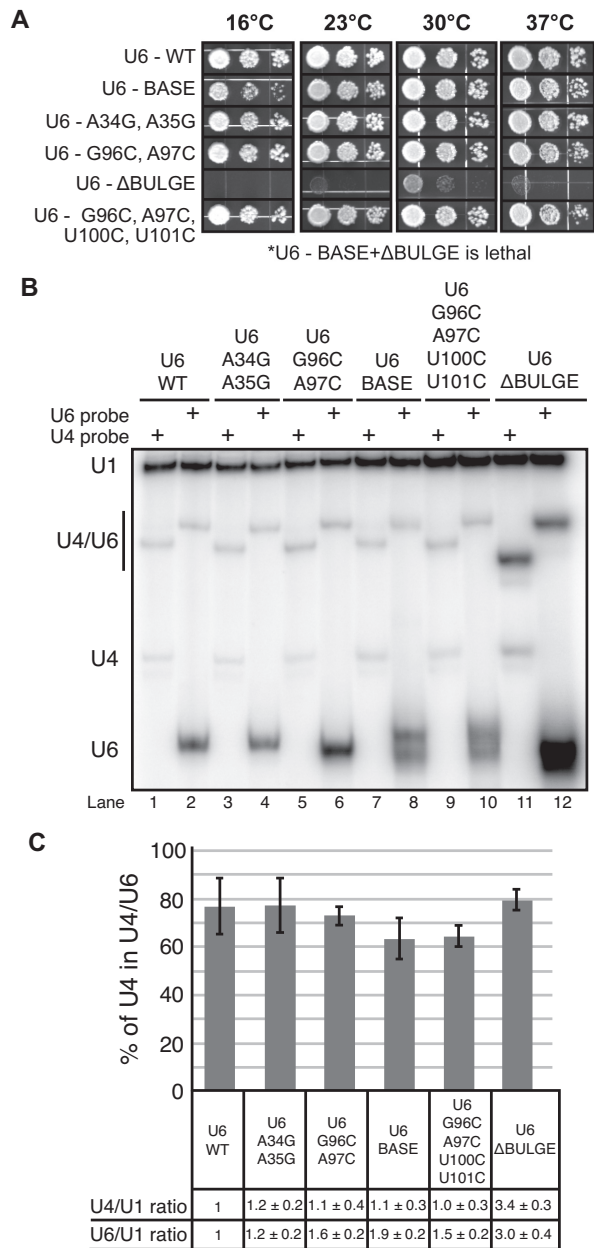 A
16°C 23°C 30°C 37°C
U6 - WT
U6 - BASE
U6 - A34G, A35G
U6 - G96C, A97C
U6 - ΔBULGE
U6 - G96C, A97C,
U100C, U101C
*U6 - BASE+ΔBULGE is lethal
B
U6
WT
U6
A34G
A35G
U6
G96C
A97C
U6
BASE
U6
G96C
A97C
U100C
U101C
U6
ΔBULGE
U6 probe + + + + + +
U4 probe + + + + + +
U1
U4/U6
U4
U6
Lane 1 2 3 4 5 6 7 8 9 10 11 12
C
% of U4 in U4/U6
100
80
60
40
20
0
U6
WT
U6
A34G
A35G
U6
G96C
A97C
U6
BASE
U6
G96C
A97C
U100C
U101C
U6
ΔBULGE
U4/U1 ratio 1 1.2 ± 0.2 1.1 ± 0.4 1.1 ± 0.3 1.0 ± 0.3 3.4 ± 0.3
U6/U1 ratio 1 1.2 ± 0.2 1.6 ± 0.2 1.9 ± 0.2 1.5 ± 0.2 3.0 ± 0.4